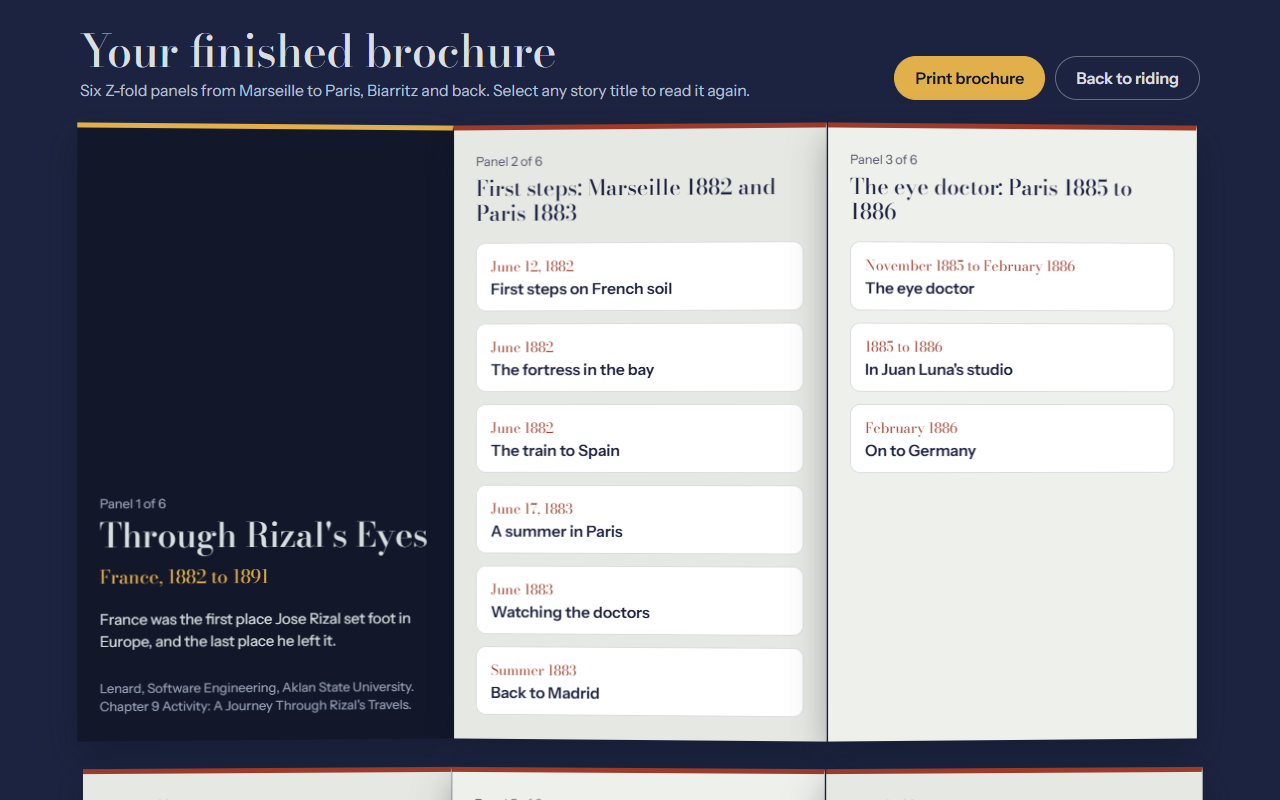 Your finished brochure
Six Z-fold panels from Marseille to Paris, Biarritz and back. Select any story title to read it again.
Print brochure
Back to riding
Panel 1 of 6
Through Rizal's Eyes
France, 1882 to 1891
France was the first place Jose Rizal set foot in
Europe, and the last place he left it.
Lenard, Software Engineering, Aklan State University.
Chapter 9 Activity: A Journey Through Rizal's Travels.
Panel 2 of 6
First steps: Marseille 1882 and
Paris 1883
June 12, 1882
First steps on French soil
June 1882
The fortress in the bay
June 1882
The train to Spain
June 17, 1883
A summer in Paris
June 1883
Watching the doctors
Summer 1883
Back to Madrid
Panel 3 of 6
The eye doctor: Paris 1885 to
1886
November 1885 to February 1886
The eye doctor
1885 to 1886
In Juan Luna's studio
February 1886
On to Germany